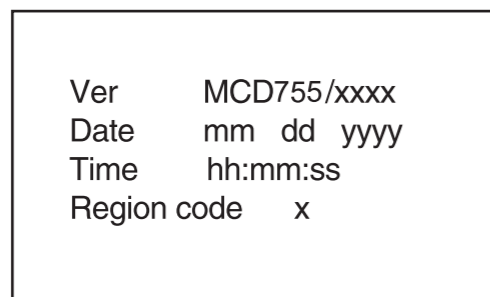 Ver MCD755/xxxx
Date mm dd yyyy
Time hh:mm:ss
Region code x